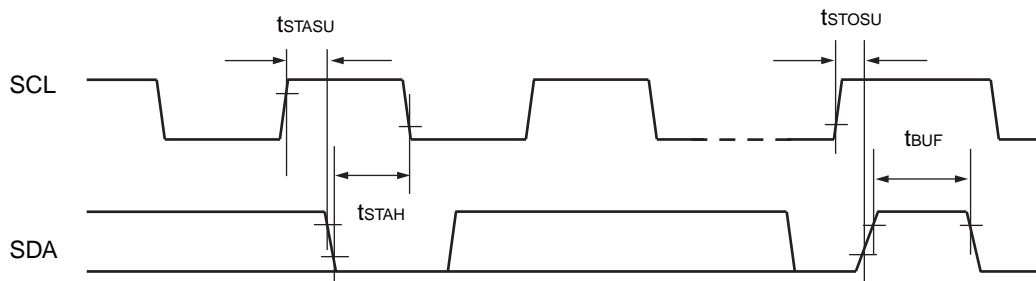 tSTASU
tSTOSU
SCL
tBUF
tSTAH
SDA